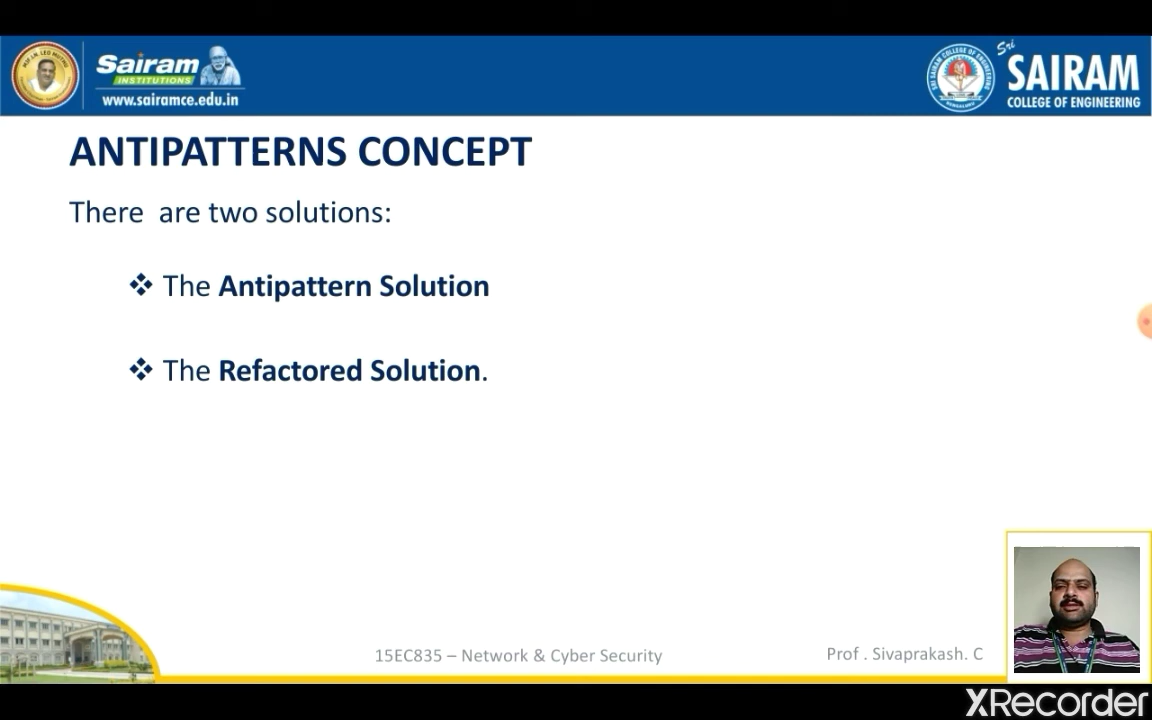 Sairam
INSTITUTIONS
www.sairamce.edu.in
Sri
SAIRAM
COLLEGE OF ENGINEERING
ANTIPATTERNS CONCEPT
There are two solutions:
❖ The Antipattern Solution
❖ The Refactored Solution.
15EC835 – Network & Cyber Security
Prof . Sivaprakash. C
XRecorder